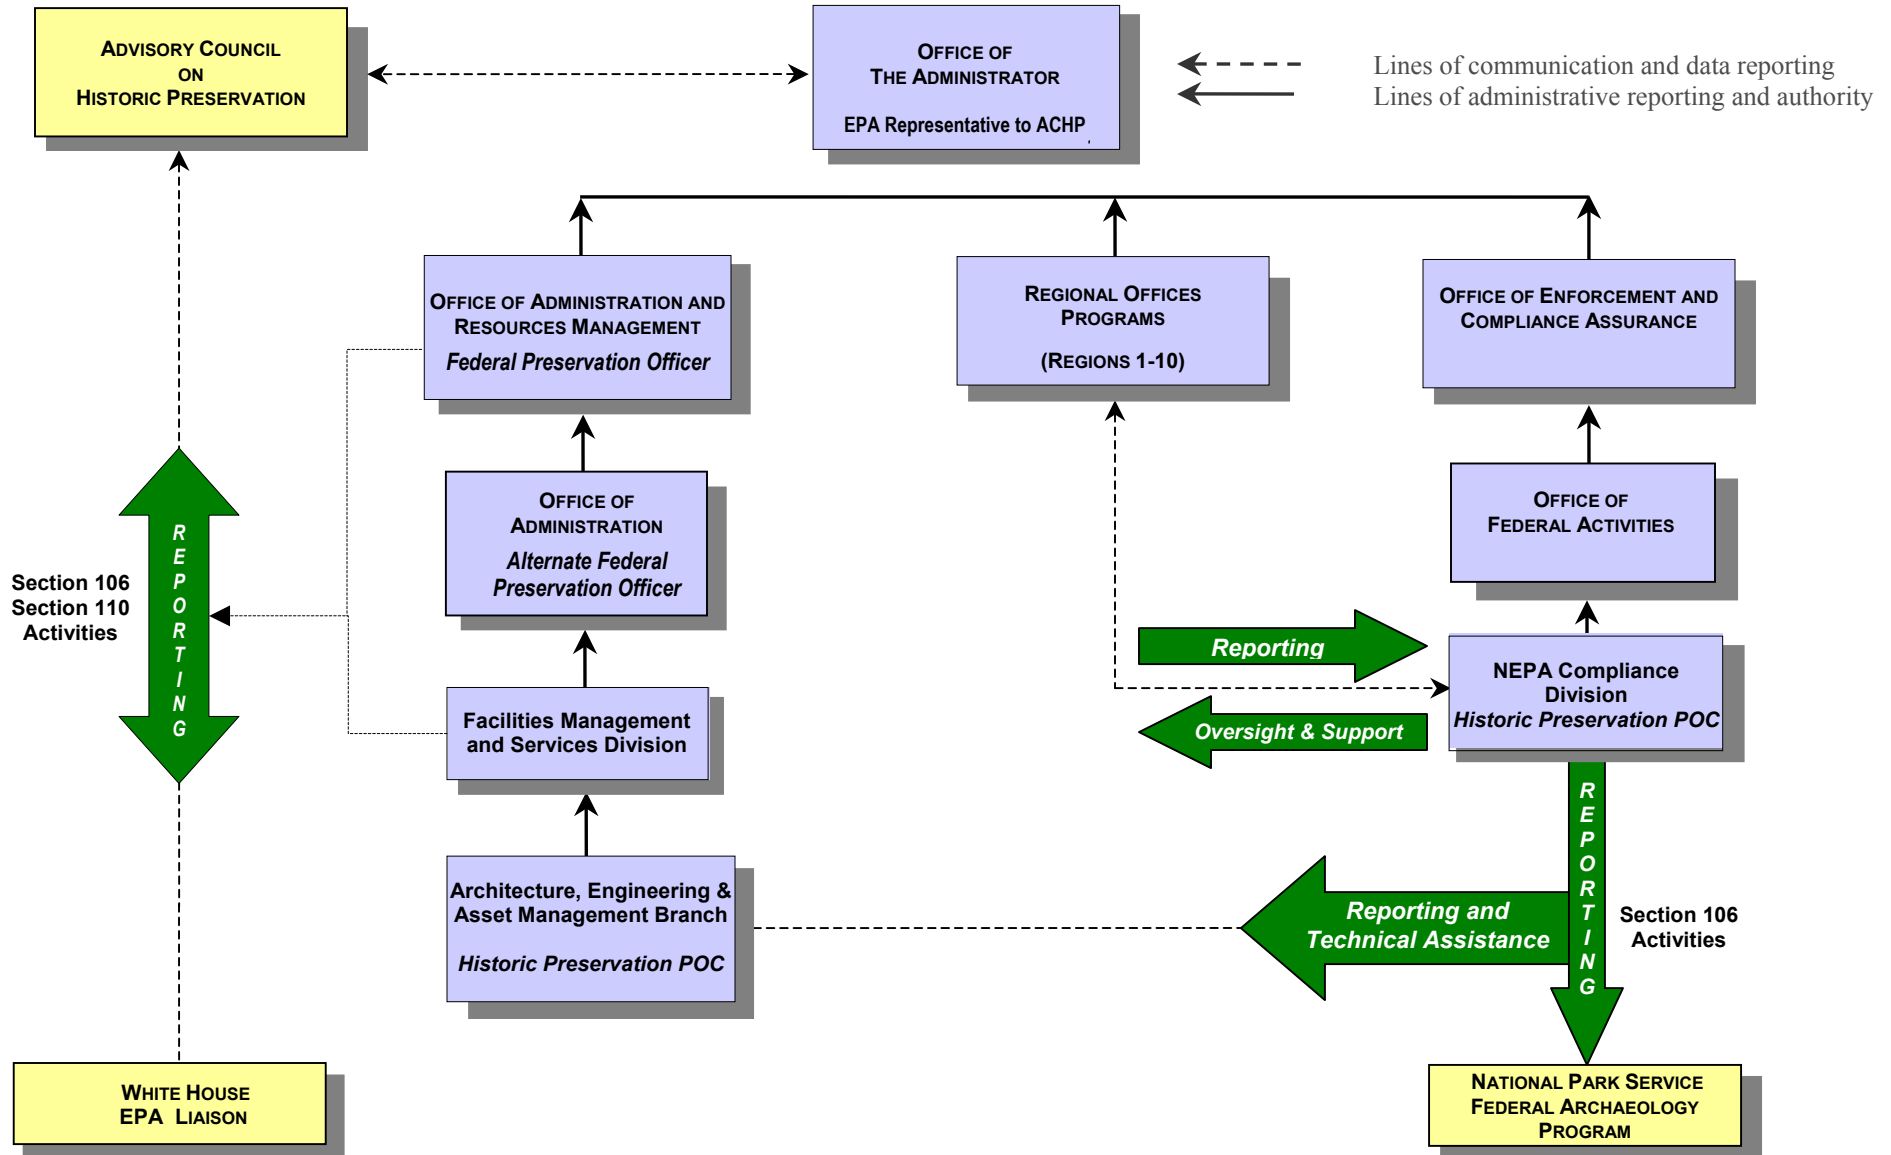 ADVISORY COUNCIL
ON
HISTORIC PRESERVATION
OFFICE OF
THE ADMINISTRATOR
EPA Representative to ACHP
,
Lines of communication and data reporting
Lines of administrative reporting and authority
OFFICE OF ADMINISTRATION AND
RESOURCES MANAGEMENT
Federal Preservation Officer
REGIONAL OFFICES
PROGRAMS
(REGIONS 1-10)
OFFICE OF ENFORCEMENT AND
COMPLIANCE ASSURANCE
OFFICE OF
ADMINISTRATION
Alternate Federal
Preservation Officer
OFFICE OF
FEDERAL ACTIVITIES
REPORTING
Section 106
Section 110
Activities
Reporting
Oversight & Support
NEPA Compliance
Division
Historic Preservation POC
Facilities Management
and Services Division
Architecture, Engineering &
Asset Management Branch
Historic Preservation POC
Reporting and
Technical Assistance
REPORTING
Section 106
Activities
WHITE HOUSE
EPA LIAISON
NATIONAL PARK SERVICE
FEDERAL ARCHAEOLOGY
PROGRAM